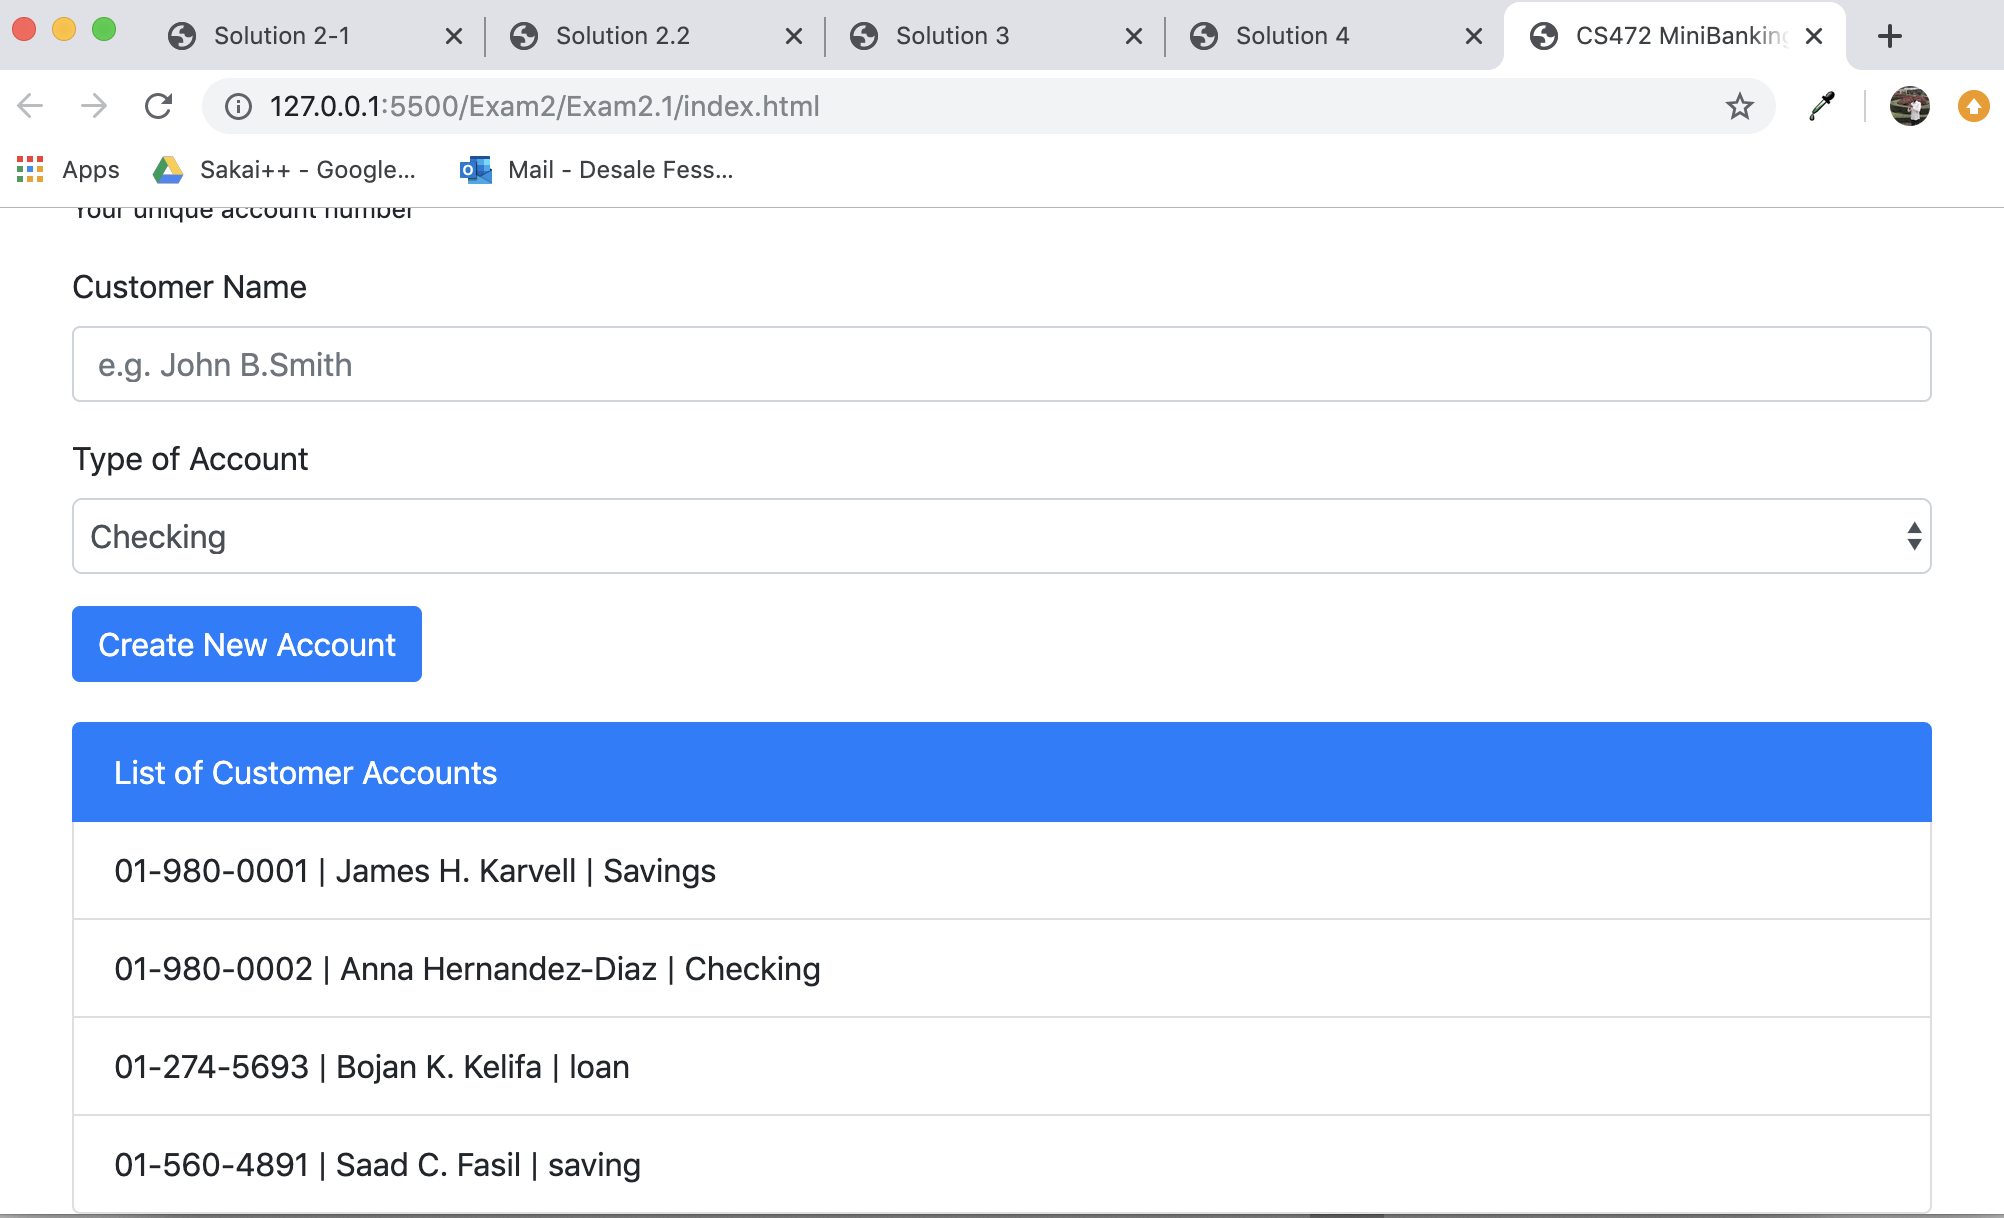 Solution 2-1
Solution 2.2
Solution 3
Solution 4
CS472 MiniBanking
127.0.0.1:5500/Exam2/Exam2.1/index.html
Apps
Sakai++ - Google...
Mail - Desale Fess...
Your unique account number
Customer Name
e.g. John B.Smith
Type of Account
Checking
Create New Account
List of Customer Accounts
01-980-0001 | James H. Karvell | Savings
01-980-0002 | Anna Hernandez-Diaz | Checking
01-274-5693 | Bojan K. Kelifa | loan
01-560-4891 | Saad C. Fasil | saving